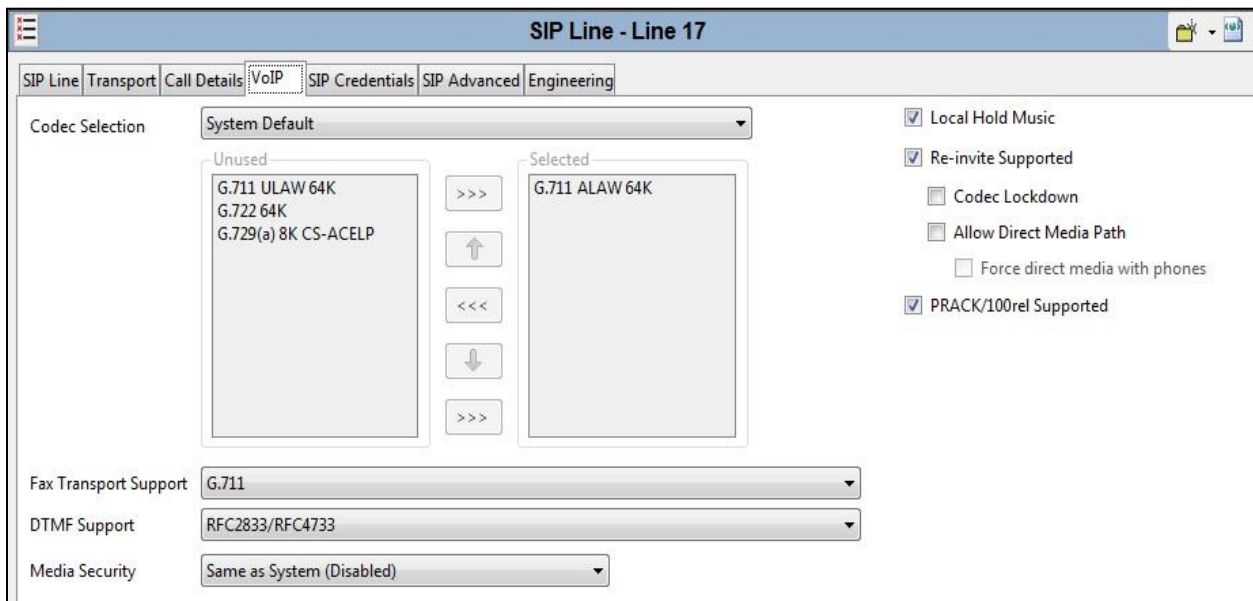 SIP Line - Line 17
SIP Line Transport Call Details VoIP SIP Credentials SIP Advanced Engineering
Codec Selection
System Default
Unused
G.711 ULAW 64K
G.722 64K
G.729(a) 8K CS-ACELP
>>>
<<<
>>>
Selected
G.711 ALAW 64K
Local Hold Music
Re-invite Supported
Codec Lockdown
Allow Direct Media Path
Force direct media with phones
PRACK/100rel Supported
Fax Transport Support G.711
DTMF Support RFC2833/RFC4733
Media Security Same as System (Disabled)